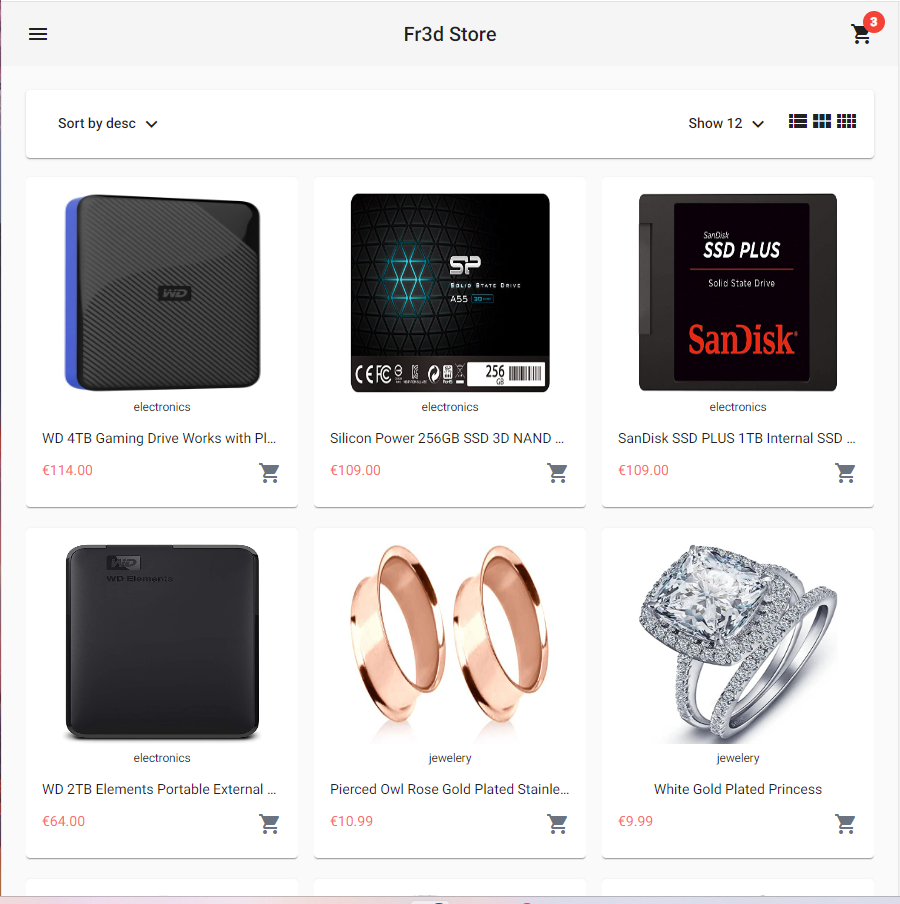 Fr3d Store
3
Sort by desc
Show 12
WD
electronics
WD 4TB Gaming Drive Works with Pl...
€114.00
SP
SOLID STATE DRIVE
A55 3D
256
GB
electronics
Silicon Power 256GB SSD 3D NAND ...
€109.00
SanDisk
SSD PLUS
Solid State Drive
SanDisk
electronics
SanDisk SSD PLUS 1TB Internal SSD ...
€109.00
WD
WD Elements
electronics
WD 2TB Elements Portable External ...
€64.00
jewelery
Pierced Owl Rose Gold Plated Stainle...
€10.99
jewelery
White Gold Plated Princess
€9.99